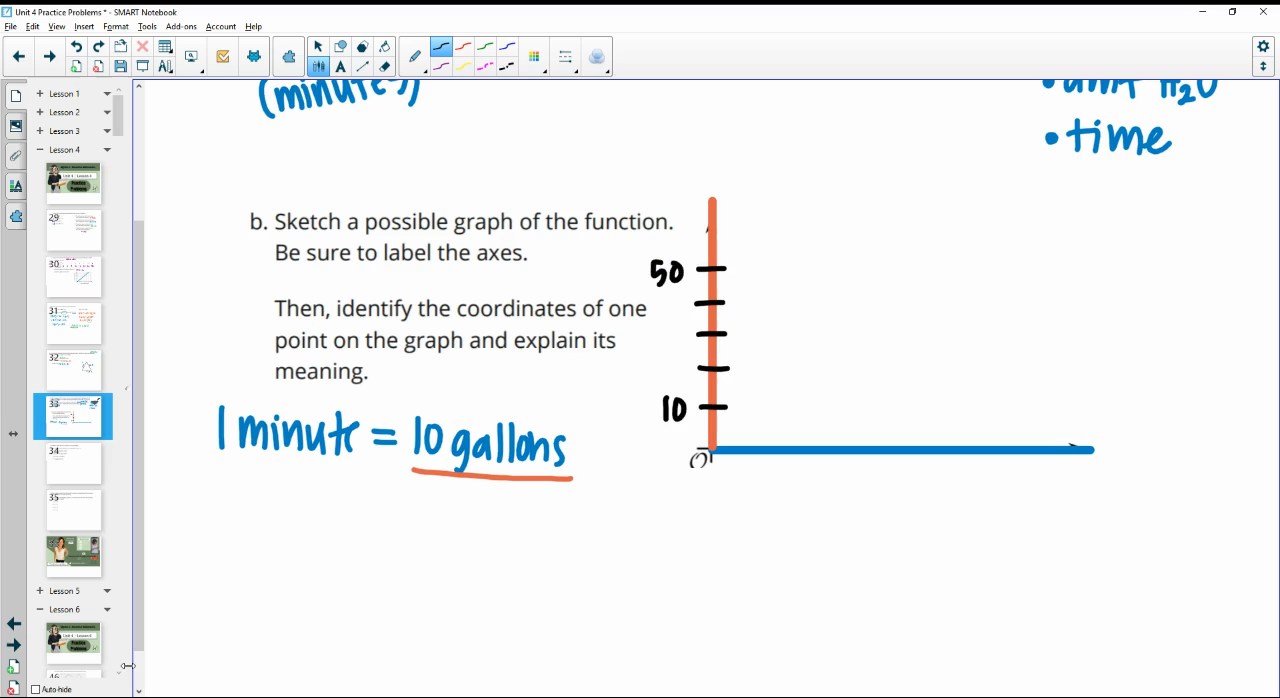 Unit 4 Practice Problems * - SMART Notebook
File Edit View Insert Format Tools Add-ons Account Help
Lesson 1
Lesson 2
Lesson 3
Lesson 4
29
30
31
32
33
34
35
Lesson 5
Lesson 6
46
Auto-hide
(minutes)
H₂O
• time
b. Sketch a possible graph of the function.
Be sure to label the axes.
Then, identify the coordinates of one
point on the graph and explain its
meaning.
1 minute = 10 gallons
50
10
O